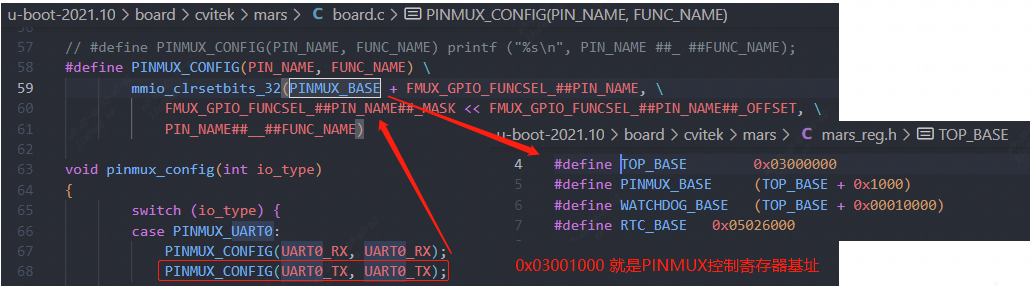 u-boot-2021.10 > board > cvitek > mars > C board.c > PINMUX_CONFIG(PIN_NAME, FUNC_NAME)
57 // #define PINMUX_CONFIG(PIN_NAME, FUNC_NAME) printf ("%s\n", PIN_NAME ##_ ##FUNC_NAME);
58 #define PINMUX_CONFIG(PIN_NAME, FUNC_NAME) \
59 mmio_clrsetbits_32(PINMUX_BASE + FMUX_GPIO_FUNCSEL_##PIN_NAME, \
60 FMUX_GPIO_FUNCSEL_##PIN_NAME##_MASK << FMUX_GPIO_FUNCSEL_##PIN_NAME##_OFFSET, \
61 PIN_NAME##__##FUNC_NAME)
62
63 void pinmux_config(int io_type)
64 {
65 switch (io_type) {
66 case PINMUX_UART0:
67 PINMUX_CONFIG(UART0_RX, UART0_RX);
68 PINMUX_CONFIG(UART0_TX, UART0_TX);
u-boot-2021.10 > board > cvitek > mars > C mars_reg.h > TOP_BASE
4 #define TOP_BASE 0x03000000
5 #define PINMUX_BASE (TOP_BASE + 0x1000)
6 #define WATCHDOG_BASE (TOP_BASE + 0x00010000)
7 #define RTC_BASE 0x05026000
0x03001000 就是PINMUX控制寄存器基址